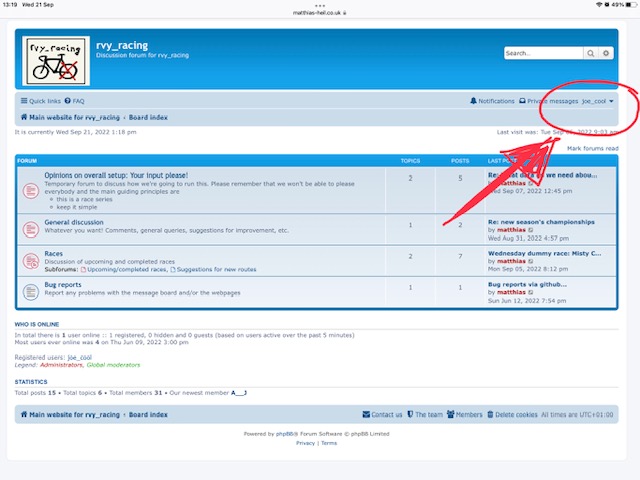 13:19 Wed 21 Sep
49%
matthias-heil.co.uk
rvy_racing
rvy_racing
Discussion forum for rvy_racing
Search...
Quick links FAQ
Notifications Private messages joe_cool
Main website for rvy_racing ‹ Board index
It is currently Wed Sep 21, 2022 1:18 pm
Last visit was: Tue Sep 2022 9:03 am
Mark forums read
FORUM TOPICS POSTS LAST POST
Opinions on overall setup: Your input please! 2 5 Re: data we need abou...
Temporary forum to discuss how we're going to run this. Please remember that we won't be able to please by matthias
everybody and the main guiding principles are Wed Sep 07, 2022 12:45 pm
this is a race series
keep it simple
General discussion 1 2 Re: new season's championships
Whatever you want! Comments, general queries, suggestions for improvement, etc. by matthias
Wed Aug 31, 2022 4:57 pm
Races 2 7 Wednesday dummy race: Misty C...
Discussion of upcoming and completed races by matthias
Subforums: Upcoming/completed races, Suggestions for new routes Mon Sep 05, 2022 8:12 pm
Bug reports 1 1 Bug reports via github...
Report any problems with the message board and/or the webpages by matthias
Sun Jun 12, 2022 7:54 pm
WHO IS ONLINE
In total there is 1 user online :: 1 registered, 0 hidden and 0 guests (based on users active over the past 5 minutes)
Most users ever online was 4 on Thu Jun 09, 2022 3:00 pm
Registered users: joe_cool
Legend: Administrators, Global moderators
STATISTICS
Total posts 15 • Total topics 6 • Total members 31 • Our newest member A__J
Main website for rvy_racing ‹ Board index
Contact us The team Members Delete cookies All times are UTC+01:00
Powered by phpBB® Forum Software © phpBB Limited
Privacy | Terms